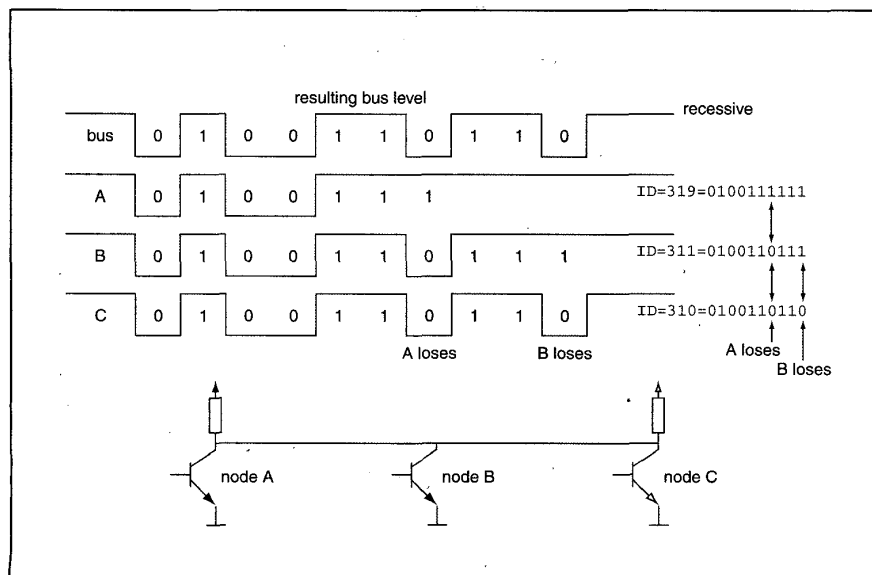 resulting bus level
recessive
bus 0 1 0 0 1 1 0 1 1 0
A 0 1 0 0 1 1 1 ID=319=0100111111
B 0 1 0 0 1 1 0 1 1 1 ID=311=0100110111
C 0 1 0 0 1 1 0 1 1 0 ID=310=0100110110
A loses B loses A loses
B loses
node A node B node C